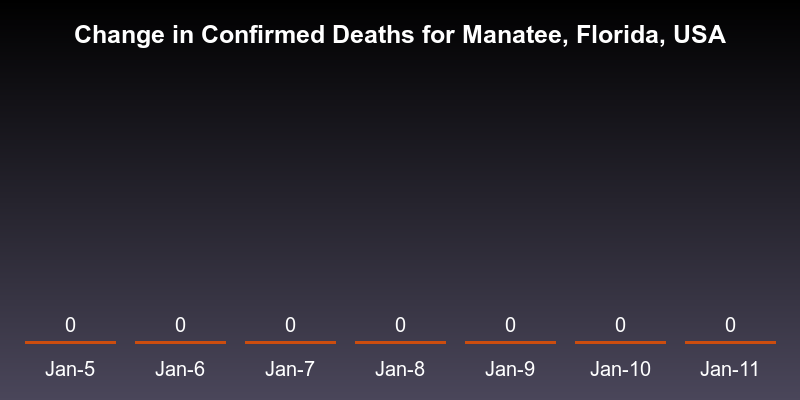 Change in Confirmed Deaths for Manatee, Florida, USA
0 0 0 0 0 0 0
Jan-5 Jan-6 Jan-7 Jan-8 Jan-9 Jan-10 Jan-11